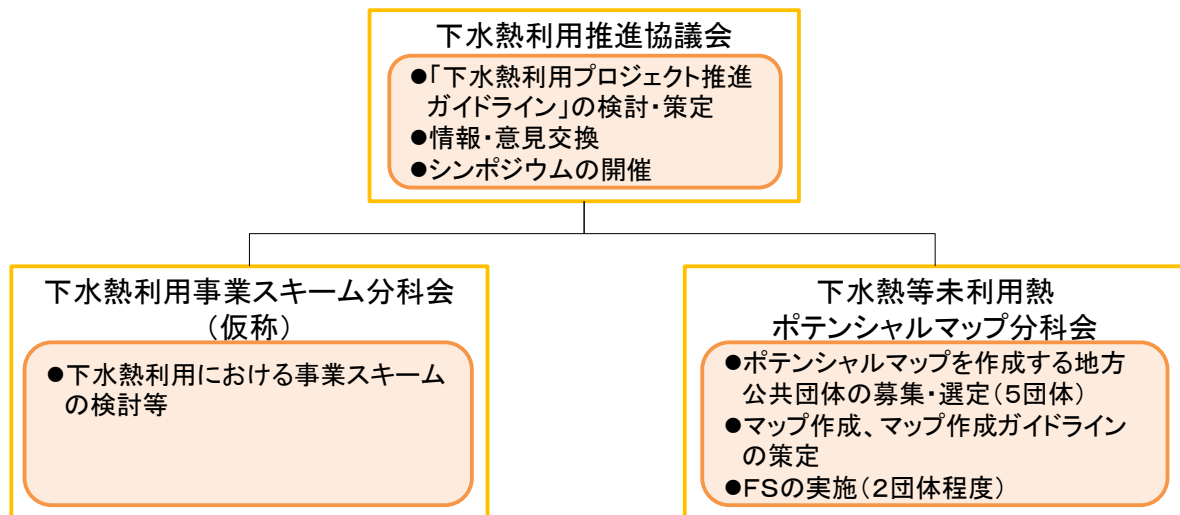 下水熱利用推進協議会
●「下水熱利用プロジェクト推進
ガイドライン」の検討・策定
●情報・意見交換
●シンポジウムの開催
下水熱利用事業スキーム分科会
（仮称）
●下水熱利用における事業スキーム
の検討等
下水熱等未利用熱
ポテンシャルマップ分科会
●ポテンシャルマップを作成する地方
公共団体の募集・選定（５団体）
●マップ作成、マップ作成ガイドライン
の策定
●ＦＳの実施（２団体程度）